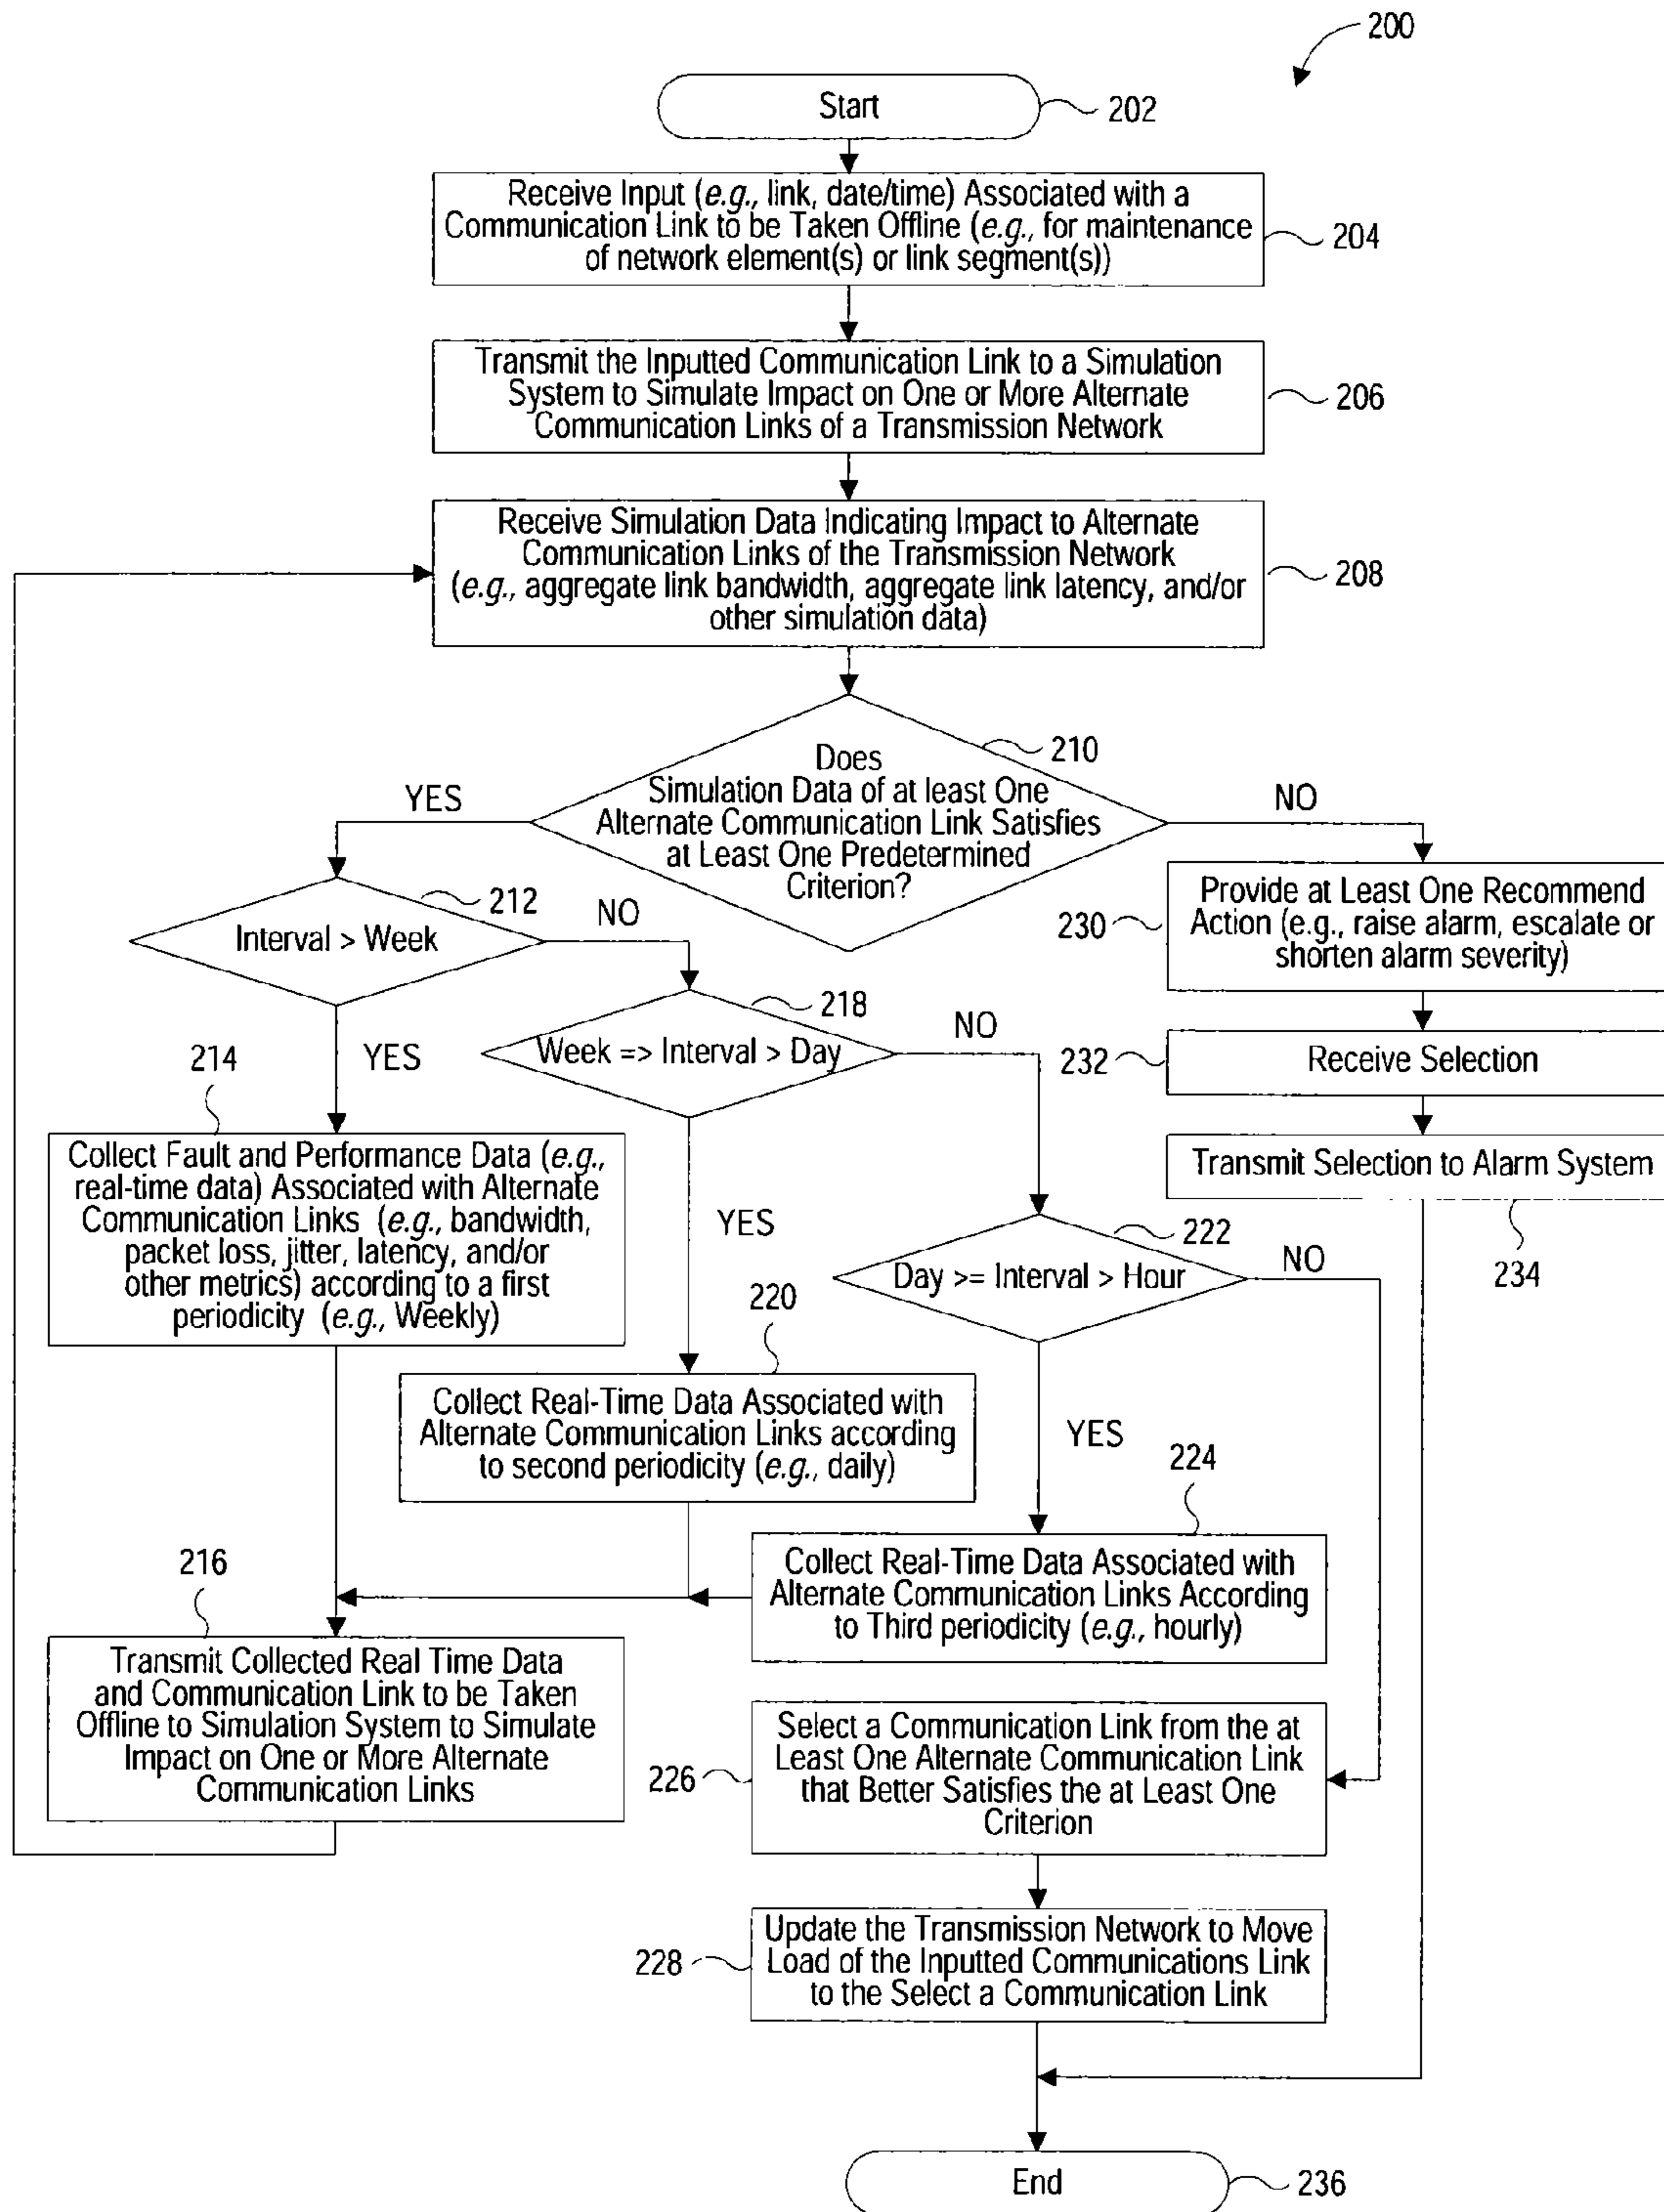 200
Start
202
Receive Input (e.g., link, date/time) Associated with a
Communication Link to be Taken Offline (e.g., for maintenance
of network element(s) or link segment(s))
204
Transmit the Inputted Communication Link to a Simulation
System to Simulate Impact on One or More Alternate
Communication Links of a Transmission Network
206
Receive Simulation Data Indicating Impact to Alternate
Communication Links of the Transmission Network
(e.g., aggregate link bandwidth, aggregate link latency, and/or
other simulation data)
208
Does
Simulation Data of at least One
Alternate Communication Link Satisfies
at Least One Predetermined
Criterion?
210
YES
NO
Interval > Week
212
NO
YES
Provide at Least One Recommend
Action (e.g., raise alarm, escalate or
shorten alarm severity)
230
Week => Interval > Day
218
NO
YES
Receive Selection
232
214
Collect Fault and Performance Data (e.g.,
real-time data) Associated with Alternate
Communication Links (e.g., bandwidth,
packet loss, jitter, latency, and/or
other metrics) according to a first
periodicity (e.g., Weekly)
Transmit Selection to Alarm System
234
Day >= Interval > Hour
222
NO
YES
220
Collect Real-Time Data Associated with
Alternate Communication Links according
to second periodicity (e.g., daily)
224
Collect Real-Time Data Associated with
Alternate Communication Links According
to Third periodicity (e.g., hourly)
216
Transmit Collected Real Time Data
and Communication Link to be Taken
Offline to Simulation System to Simulate
Impact on One or More Alternate
Communication Links
Select a Communication Link from the at
Least One Alternate Communication Link
that Better Satisfies the at Least One
Criterion
226
Update the Transmission Network to Move
Load of the Inputted Communications Link
to the Select a Communication Link
228
End
236